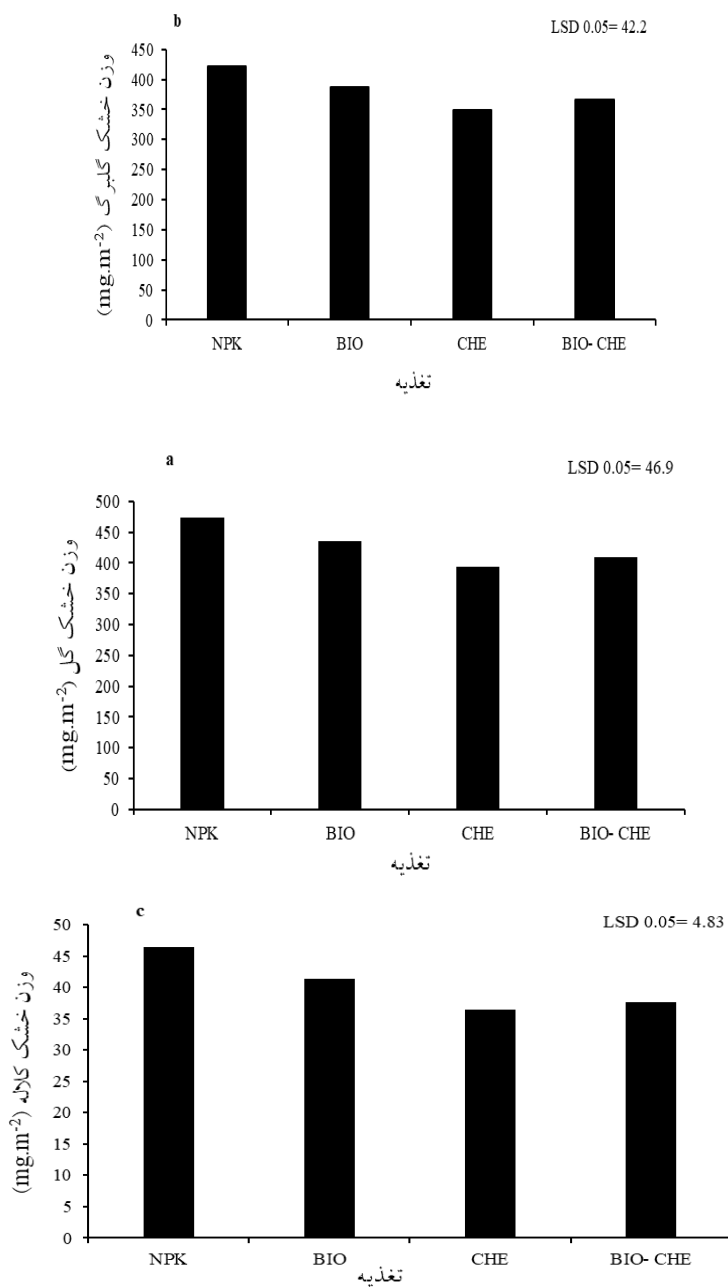 b
LSD 0.05= 42.2
وزن خشک گلبرگ (mg.m-2)
450
400
350
300
250
200
150
100
50
0
NPK BIO CHE BIO- CHE
تغذیه
a
LSD 0.05= 46.9
وزن خشک گل (mg.m-2)
500
450
400
350
300
250
200
150
100
50
0
NPK BIO CHE BIO- CHE
تغذیه
c
LSD 0.05= 4.83
وزن خشک کلاله (mg.m-2)
50
45
40
35
30
25
20
15
10
5
0
NPK BIO CHE BIO- CHE
تغذیه